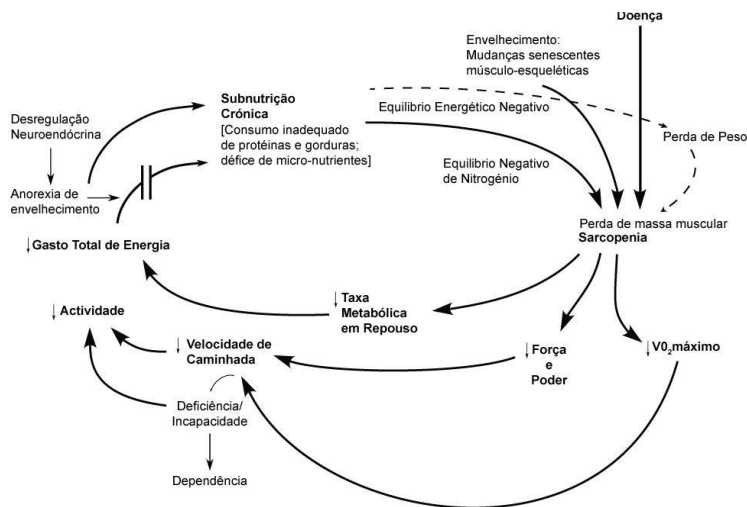 Doença
Envelhecimento:
Mudanças senescentes
músculo-esqueléticas
Subnutrição
Crónica
[Consumo inadequado
de protéinas e gorduras;
défice de micro-nutrientes]
Equilibrio Energético Negativo
Desregulação
Neuroendócrina
Perda de Peso
Equilibrio Negativo
de Nitrogénio
Anorexia de
envelhecimento
Perda de massa muscular
Sarcopenia
↓Gasto Total de Energia
↓Taxa
Metabólica
em Repouso
↓Actividade
↓Velocidade de
Caminhada
↓Força
e
Poder
↓V0₂máximo
Deficiência/
Incapacidade
Dependência